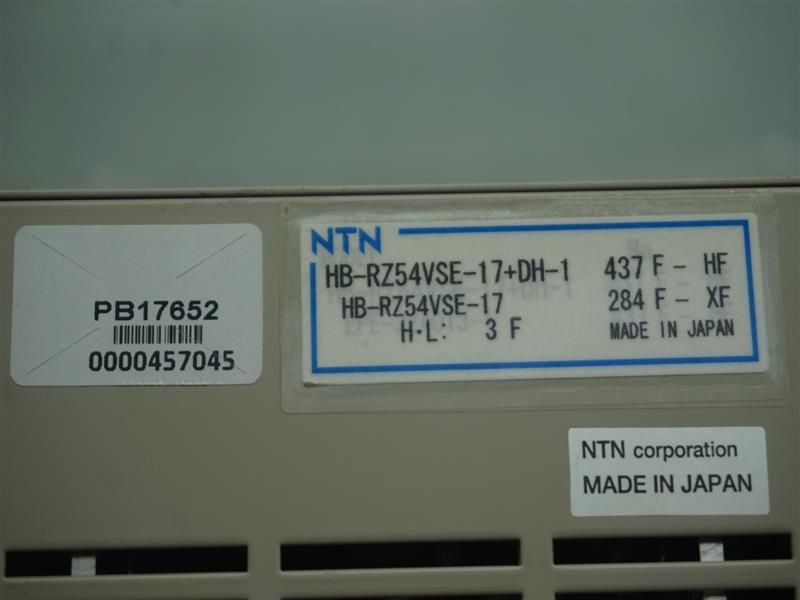 PB17652
0000457045
NTN
HB-RZ54VSE-17+DH-1 437 F - HF
HB-RZ54VSE-17 284 F - XF
H·L: 3 F MADE IN JAPAN
NTN corporation
MADE IN JAPAN